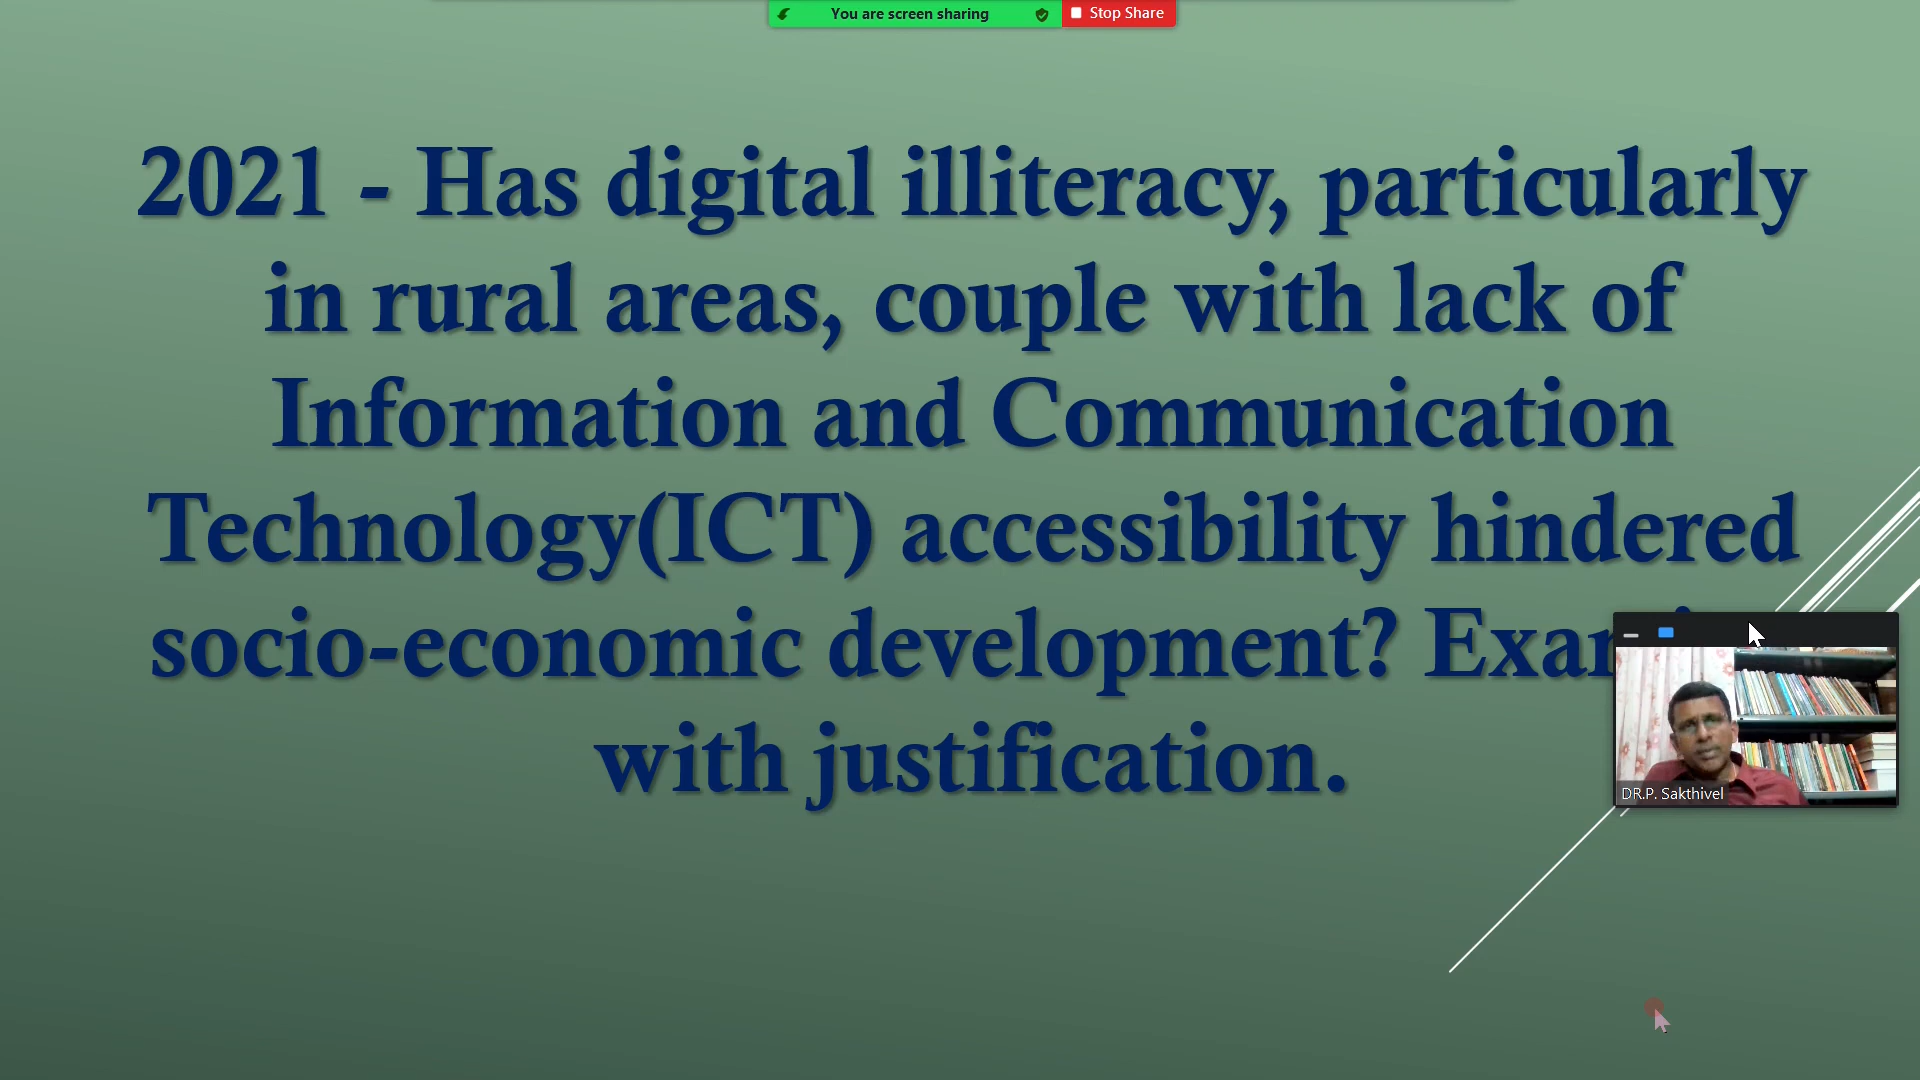 You are screen sharing
Stop Share
2021 - Has digital illiteracy, particularly
in rural areas, couple with lack of
Information and Communication
Technology(ICT) accessibility hindered
socio-economic development?
with justification.
DR.P. Sakthivel